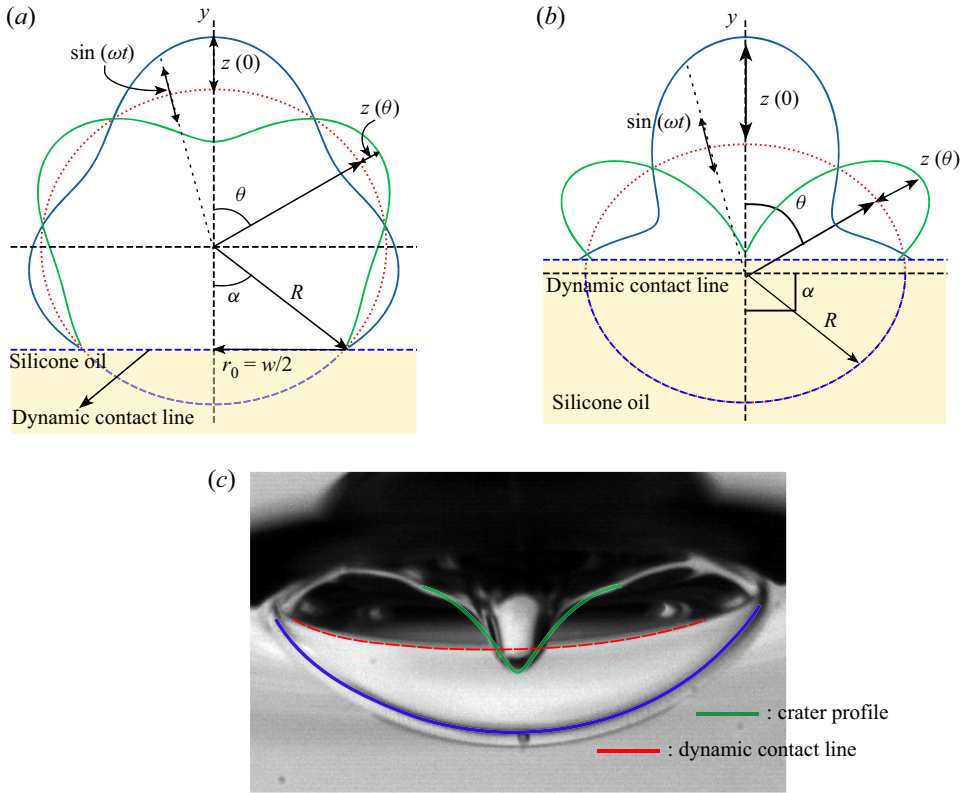 (a)
y
sin (ωt)
z (0)
z (θ)
θ
α
R
Silicone oil
r₀ = w/2
Dynamic contact line
(b)
y
sin (ωt)
z (0)
z (θ)
θ
Dynamic contact line
α
R
Silicone oil
(c)
: crater profile
: dynamic contact line